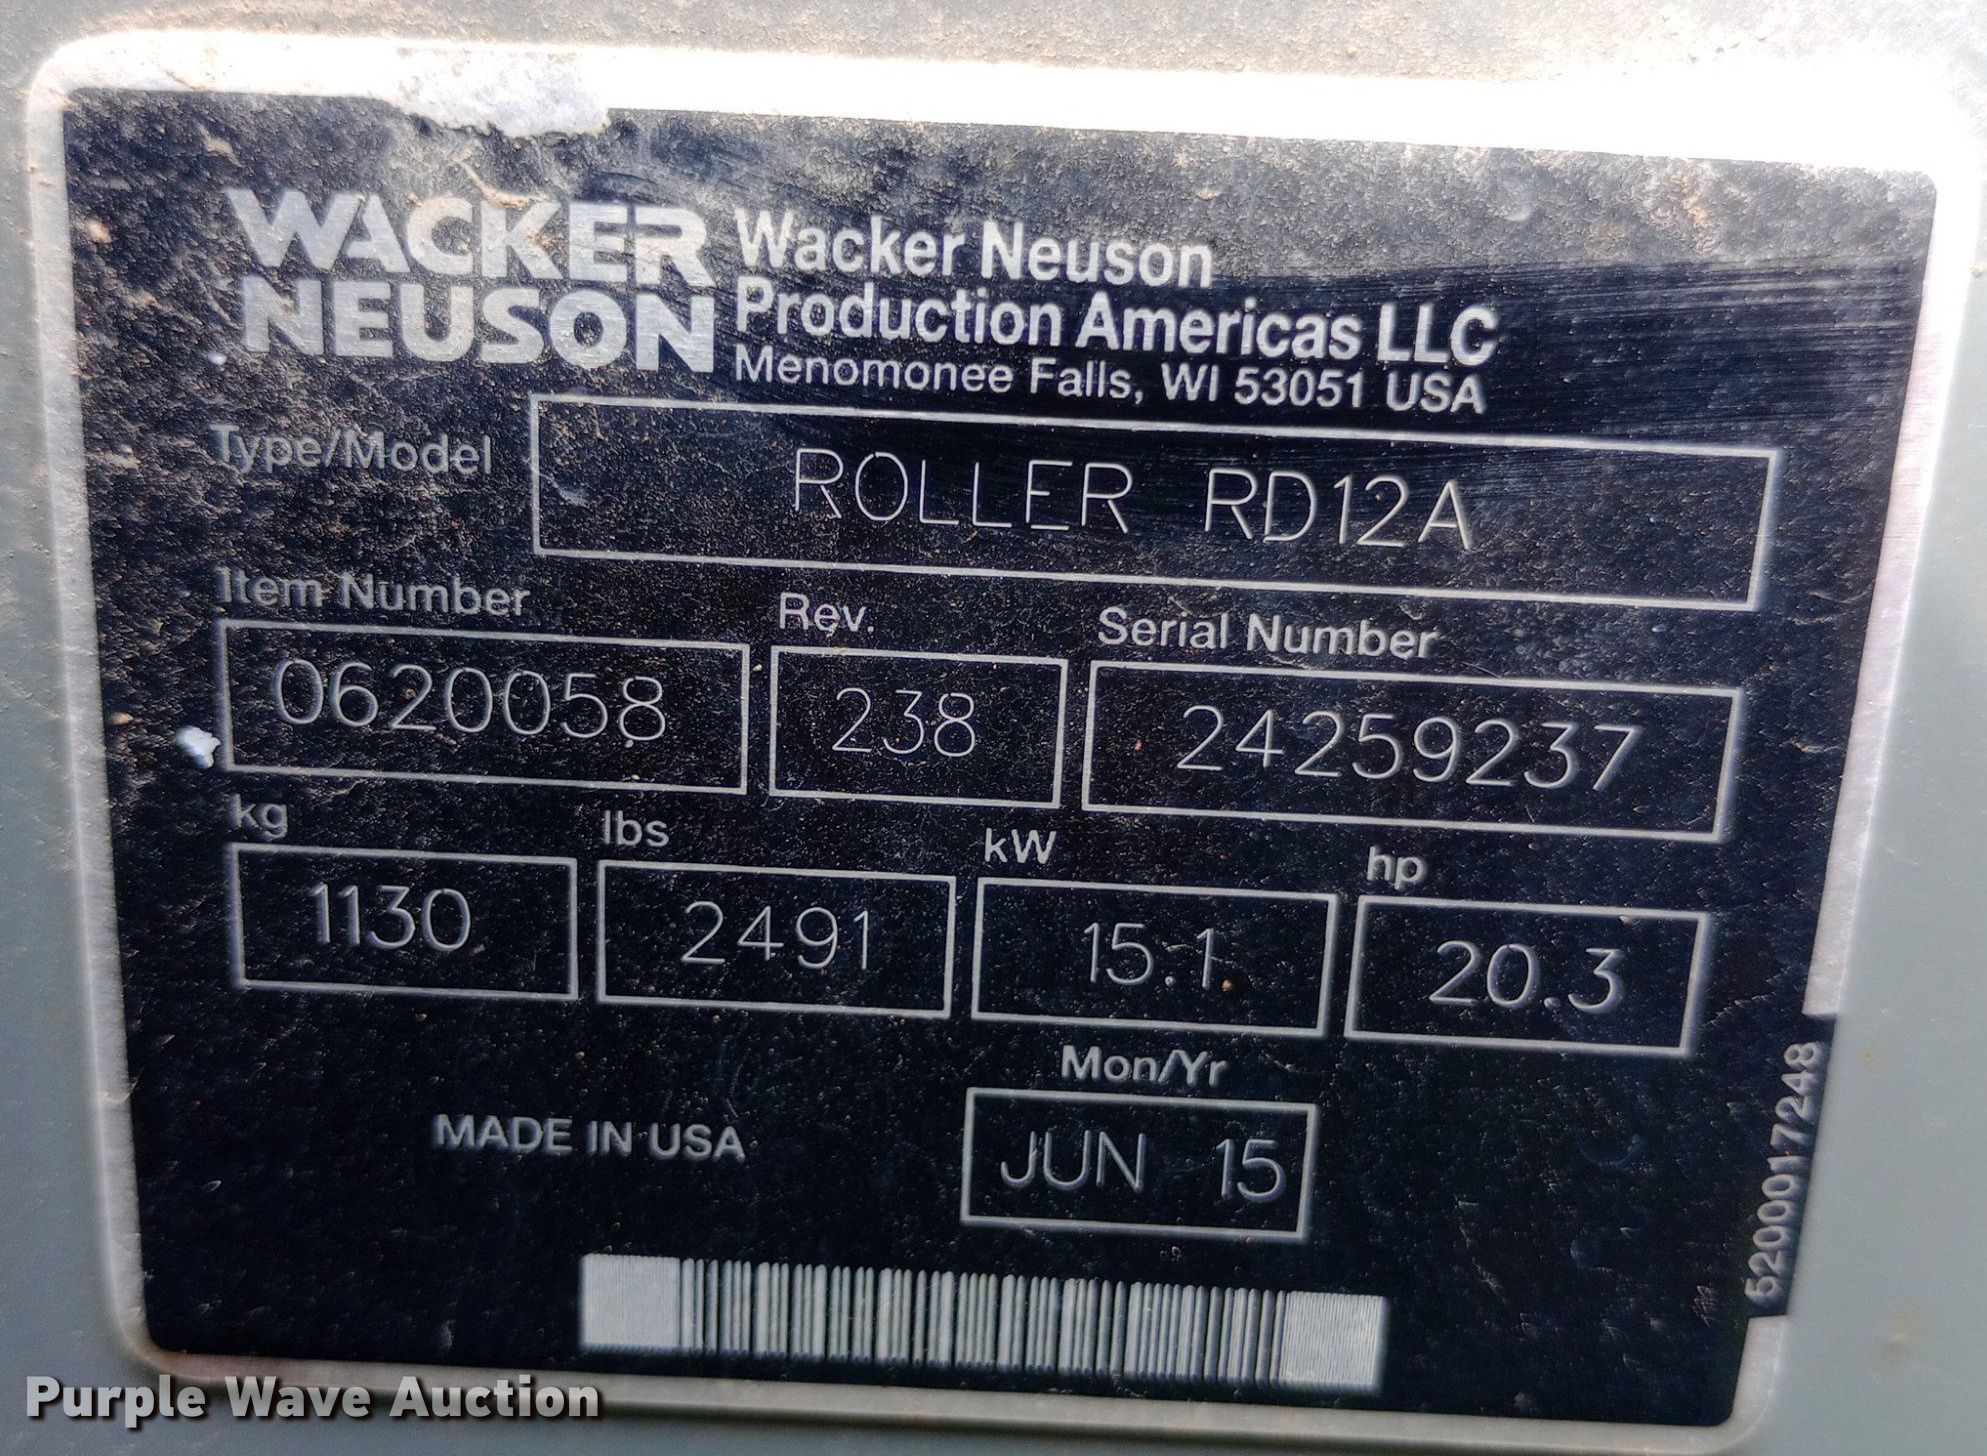 WACKER
NEUSON
Wacker Neuson
Production Americas LLC
Menomonee Falls, WI 53051 USA
Type/Model
ROLLER RD12A
Item Number
Rev.
Serial Number
0620058
238
24259237
kg
lbs
kW
hp
1130
2491
15.1
20.3
Mon/Yr
MADE IN USA
JUN 15
5200017248
Purple Wave Auction